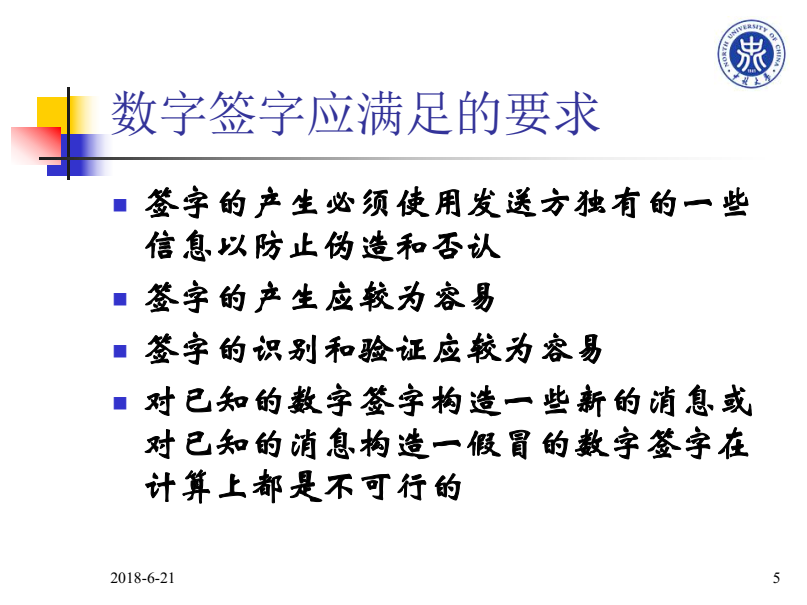 NORTH UNIVERSITY OF CHINA
中北大学
数字签字应满足的要求
签字的产生必须使用发送方独有的一些
信息以防止伪造和否认
签字的产生应较为容易
签字的识别和验证应较为容易
对已知的数字签字构造一些新的消息或
对已知的消息构造一假冒的数字签字在
计算上都是不可行的
2018-6-21
5